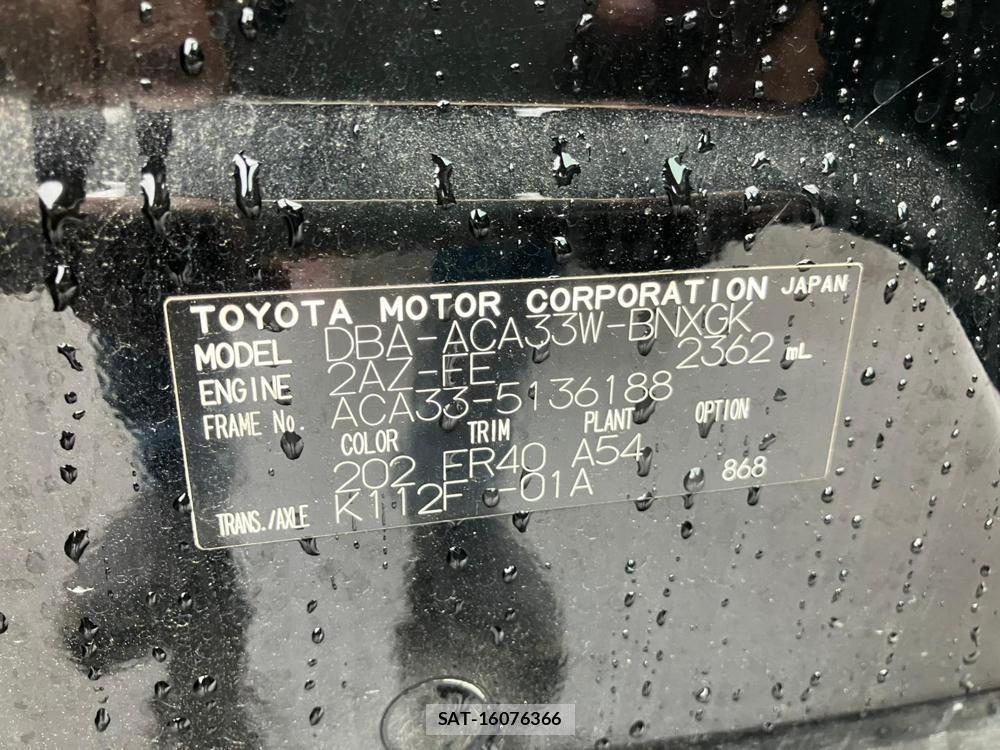 TOYOTA MOTOR CORPORATION JAPAN
MODEL DBA-ACA33W-BNXGK
ENGINE 2AZ-FE 2362 mL
FRAME No. ACA33-5136188
COLOR TRIM PLANT OPTION
202 FR40 A54 868
TRANS./AXLE K112F -01A
SAT-16076366